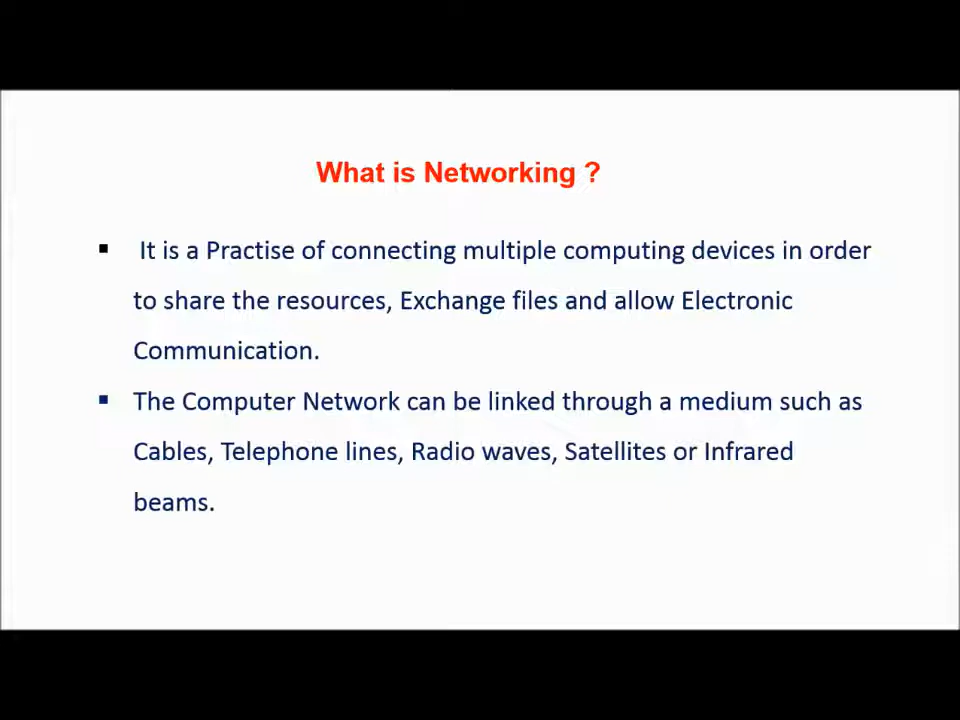 What is Networking ?
▪ It is a Practise of connecting multiple computing devices in order
to share the resources, Exchange files and allow Electronic
Communication.
▪ The Computer Network can be linked through a medium such as
Cables, Telephone lines, Radio waves, Satellites or Infrared
beams.